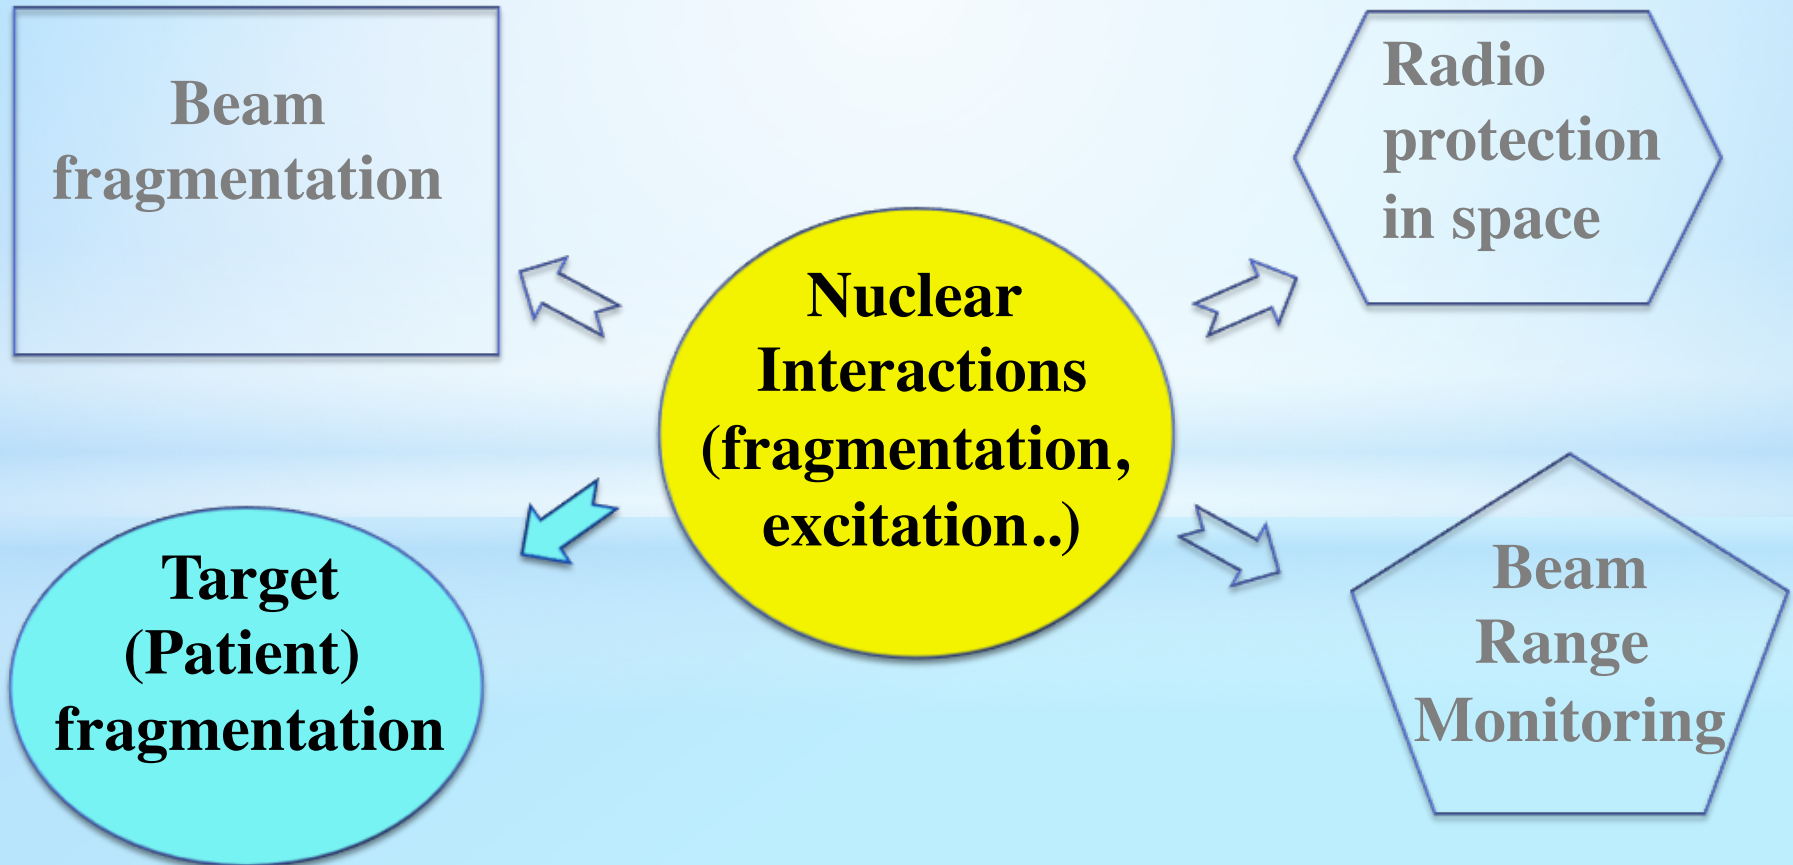 Beam
fragmentation
Radio
protection
in space
Nuclear
Interactions
(fragmentation,
excitation..)
Target
(Patient)
fragmentation
Beam
Range
Monitoring